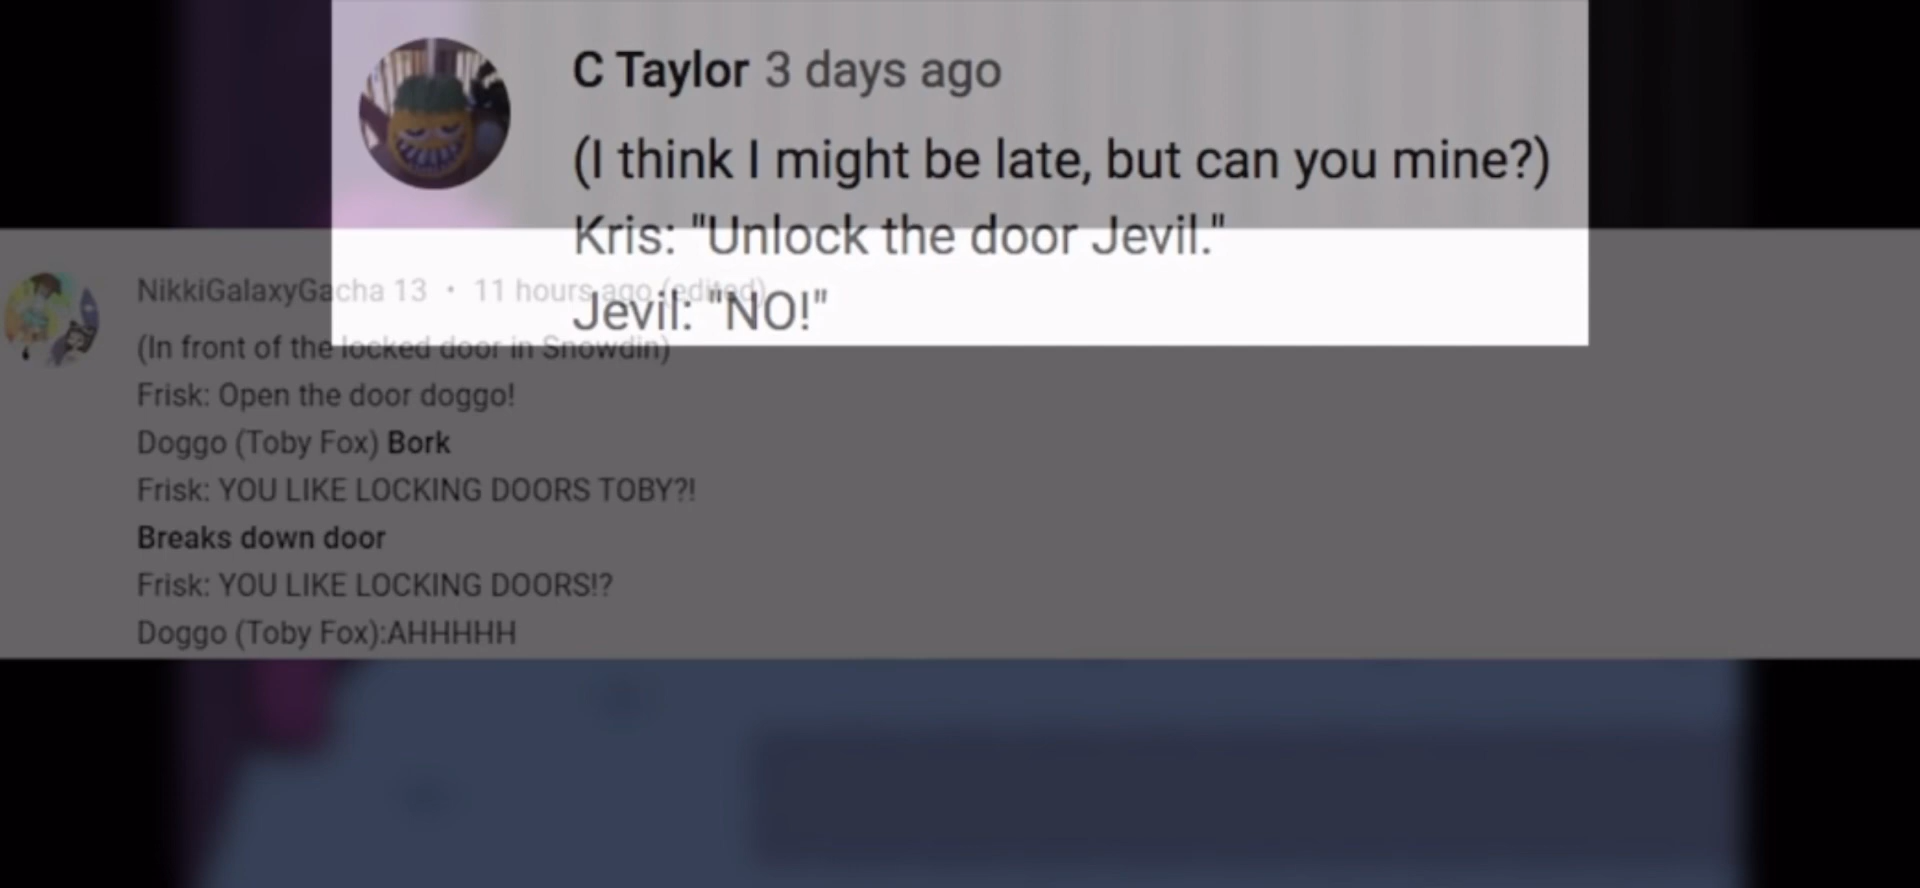 C Taylor 3 days ago
(I think I might be late, but can you mine?)
Kris: "Unlock the door Jevil."
Jevil: "NO!"
NikkiGalaxyGacha 13 • 11 hours ago (edited)
(In front of the locked door in Snowdin)
Frisk: Open the door doggo!
Doggo (Toby Fox) Bork
Frisk: YOU LIKE LOCKING DOORS TOBY?!
Breaks down door
Frisk: YOU LIKE LOCKING DOORS!?
Doggo (Toby Fox):AHHHHH